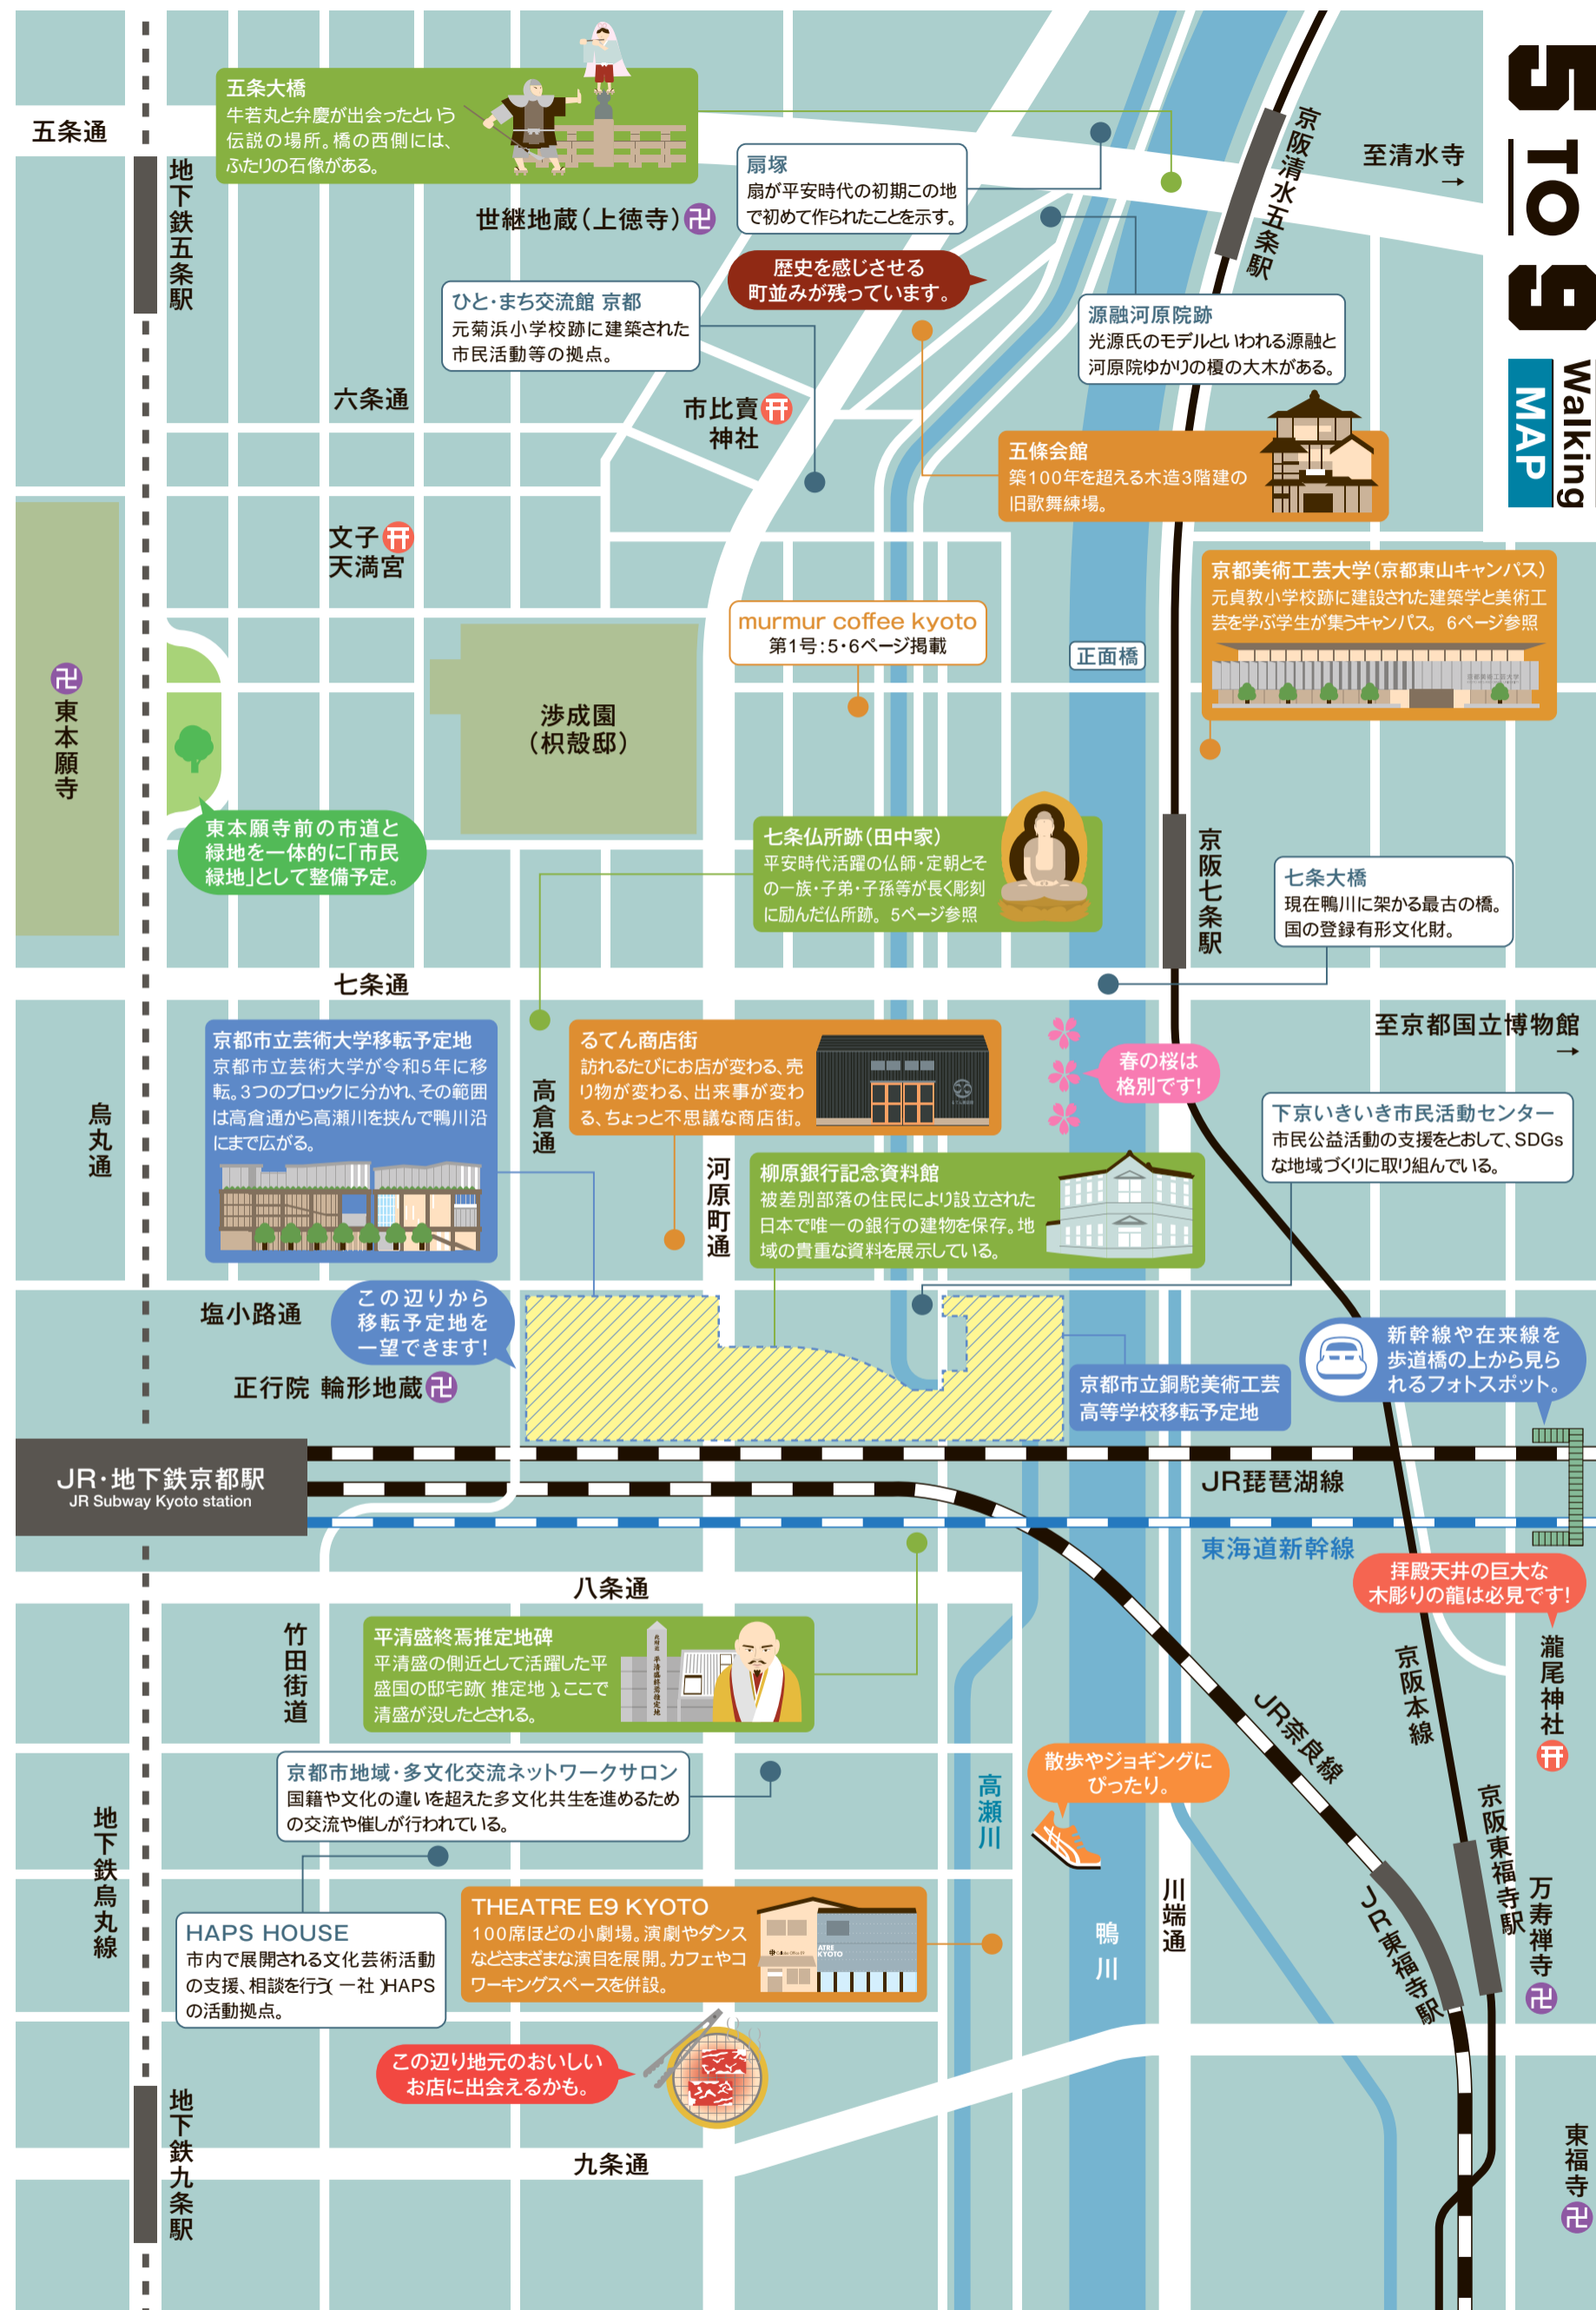 5 TO 9
Walking
MAP
五条大橋
牛若丸と弁慶が出会ったという
伝説の場所。橋の西側には、
ふたりの石像がある。
五条通
地下鉄五条駅
京阪清水五条駅
至清水寺
→
扇塚
扇が平安時代の初期この地
で初めて作られたことを示す。
世継地蔵（上徳寺）
歴史を感じさせる
町並みが残っています。
ひと・まち交流館 京都
元菊浜小学校跡に建築された
市民活動等の拠点。
源融河原院跡
光源氏のモデルといわれる源融と
河原院ゆかりの榎の大木がある。
六条通
市比賣
神社
五條会館
築100年を超える木造3階建の
旧歌舞練場。
文子
天満宮
京都美術工芸大学（京都東山キャンパス）
元貞教小学校跡に建設された建築学と美術工
芸を学ぶ学生が集うキャンパス。 6ページ参照
京都美術工芸大学
murmur coffee kyoto
第1号：5・6ページ掲載
正面橋
東本願寺
渉成園
（枳殻邸）
東本願寺前の市道と
緑地を一体的に「市民
緑地」として整備予定。
七条仏所跡（田中家）
平安時代活躍の仏師・定朝とそ
の一族・子弟・子孫等が長く彫刻
に励んだ仏所跡。 5ページ参照
京阪七条駅
七条大橋
現在鴨川に架かる最古の橋。
国の登録有形文化財。
七条通
至京都国立博物館
→
京都市立芸術大学移転予定地
京都市立芸術大学が令和5年に移
転。3つのブロックに分かれ、その範囲
は高倉通から高瀬川を挟んで鴨川沿
にまで広がる。
高倉通
るてん商店街
訪れるたびにお店が変わる、売
り物が変わる、出来事が変わ
る、ちょっと不思議な商店街。
春の桜は
格別です！
烏丸通
下京いきいき市民活動センター
市民公益活動の支援をとおして、SDGs
な地域づくりに取り組んでいる。
河原町通
柳原銀行記念資料館
被差別部落の住民により設立された
日本で唯一の銀行の建物を保存。地
域の貴重な資料を展示している。
塩小路通
この辺りから
移転予定地を
一望できます！
正行院 輪形地蔵
新幹線や在来線を
歩道橋の上から見ら
れるフォトスポット。
京都市立銅駝美術工芸
高等学校移転予定地
JR・地下鉄京都駅
JR Subway Kyoto station
JR琵琶湖線
東海道新幹線
八条通
拝殿天井の巨大な
木彫りの龍は必見です！
竹田街道
平清盛終焉推定地碑
平清盛の側近として活躍した平
盛国の邸宅跡（推定地）。ここで
清盛が没したとされる。
平清盛終焉推定地
瀧尾神社
京阪本線
JR奈良線
京都市地域・多文化交流ネットワークサロン
国籍や文化の違いを超えた多文化共生を進めるため
の交流や催しが行われている。
高瀬川
散歩やジョギングに
ぴったり。
地下鉄烏丸線
京阪東福寺駅
JR東福寺駅
万寿禅寺
川端通
鴨川
HAPS HOUSE
市内で展開される文化芸術活動
の支援、相談を行う（一社）HAPS
の活動拠点。
THEATRE E9 KYOTO
100席ほどの小劇場。演劇やダンス
などさまざまな演目を展開。カフェやコ
ワーキングスペースを併設。
ATRE
KYOTO
この辺り地元のおいしい
お店に出会えるかも。
地下鉄九条駅
九条通
東福寺